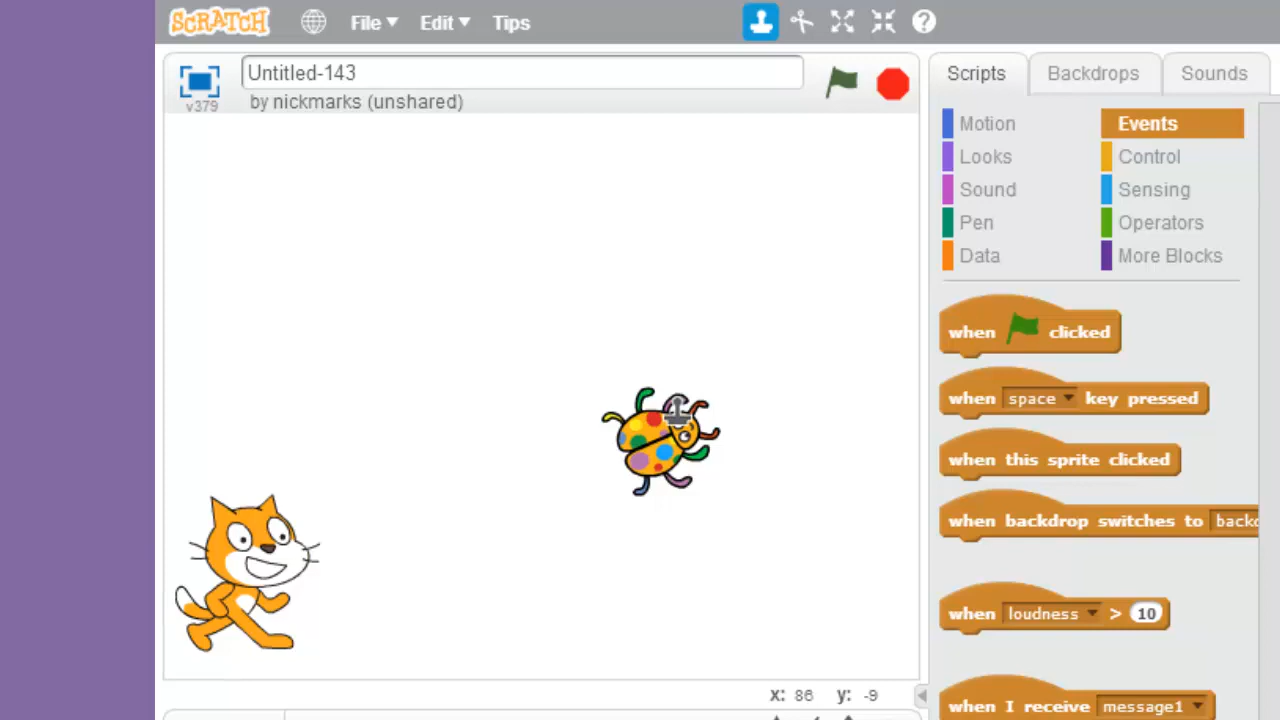 SCRATCH File Edit Tips ?
Untitled-143
v379
by nickmarks (unshared)
Scripts Backdrops Sounds
Motion Events
Looks Control
Sound Sensing
Pen Operators
Data More Blocks
when clicked
when space key pressed
when this sprite clicked
when backdrop switches to
when loudness > 10
when I receive message1
x: 86 y: -9